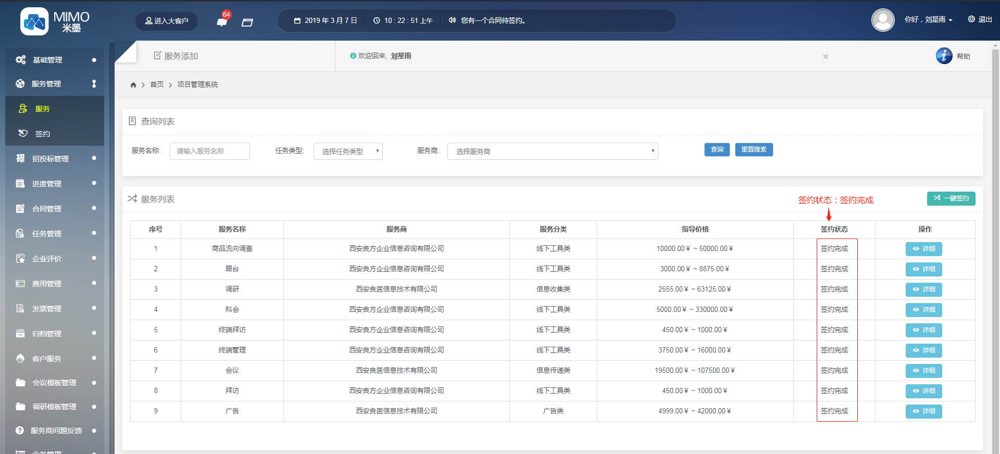 MIMO
米墨
进入大客户
64
2019 年 3 月 7 日
10 : 22 : 51 上午
您有一个合同待签约。
你好，刘星雨
退出
基础管理
服务管理
服务
签约
招投标管理
进度管理
合同管理
任务管理
企业评价
费用管理
发票管理
归档管理
客户服务
会议模板管理
调研模板管理
服务商问题反馈
业务管理
服务添加
欢迎回来, 刘星雨
×
帮助
首页 > 项目管理系统
查询列表
服务名称: 请输入服务名称 任务类型: 选择任务类型 服务商: 选择服务商 查询 重置搜索
服务列表
签约状态：签约完成
一键签约
序号 服务名称 服务商 服务分类 指导价格 签约状态 操作
1 商品流向调查 西安良方企业信息咨询有限公司 线下工具类 10000.00￥ ~ 50000.00￥ 签约完成 详细
2 跟台 西安良方企业信息咨询有限公司 线下工具类 3000.00￥ ~ 8875.00￥ 签约完成 详细
3 调研 西安良医信息技术有限公司 信息收集类 2555.00￥ ~ 63125.00￥ 签约完成 详细
4 科会 西安良方企业信息咨询有限公司 线下工具类 5000.00￥ ~ 330000.00￥ 签约完成 详细
5 终端拜访 西安良方企业信息咨询有限公司 线下工具类 450.00￥ ~ 1000.00￥ 签约完成 详细
6 终端管理 西安良方企业信息咨询有限公司 线下工具类 3750.00￥ ~ 16000.00￥ 签约完成 详细
7 会议 西安良医信息技术有限公司 信息传递类 19500.00￥ ~ 107500.00￥ 签约完成 详细
8 拜访 西安良方企业信息咨询有限公司 线下工具类 450.00￥ ~ 1000.00￥ 签约完成 详细
9 广告 西安良医信息技术有限公司 广告类 4999.00￥ ~ 42000.00￥ 签约完成 详细